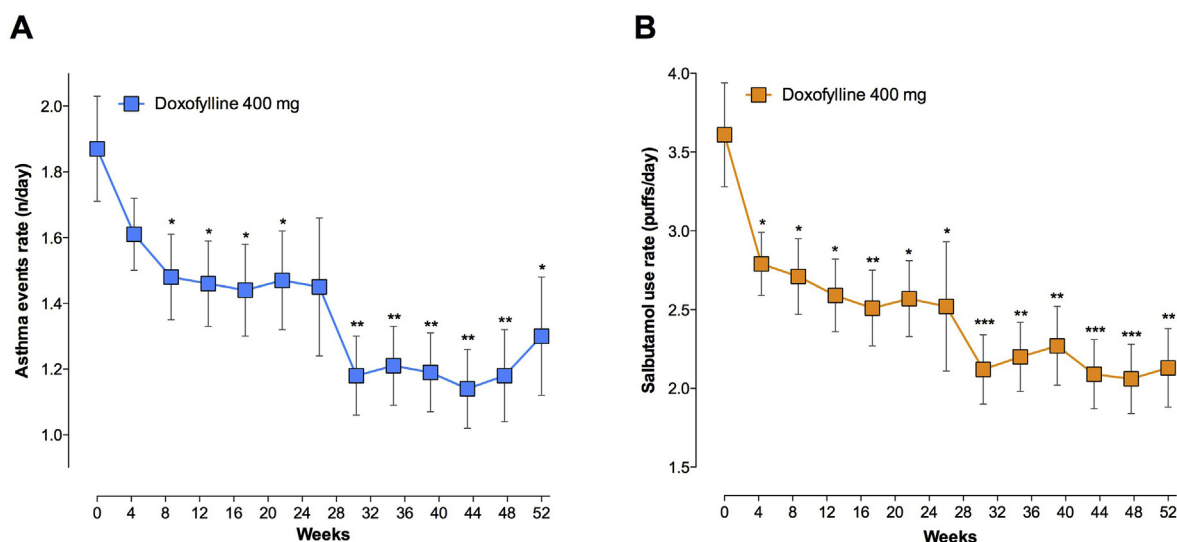 A
Asthma events rate (n/day)
2.0
1.8
1.6
1.4
1.2
1.0
Doxofylline 400 mg
* * * * ** ** ** ** ** *
0 4 8 12 16 20 24 28 32 36 40 44 48 52
Weeks
B
Salbutamol use rate (puffs/day)
4.0
3.5
3.0
2.5
2.0
1.5
Doxofylline 400 mg
* * * ** * * *** ** ** *** *** **
0 4 8 12 16 20 24 28 32 36 40 44 48 52
Weeks